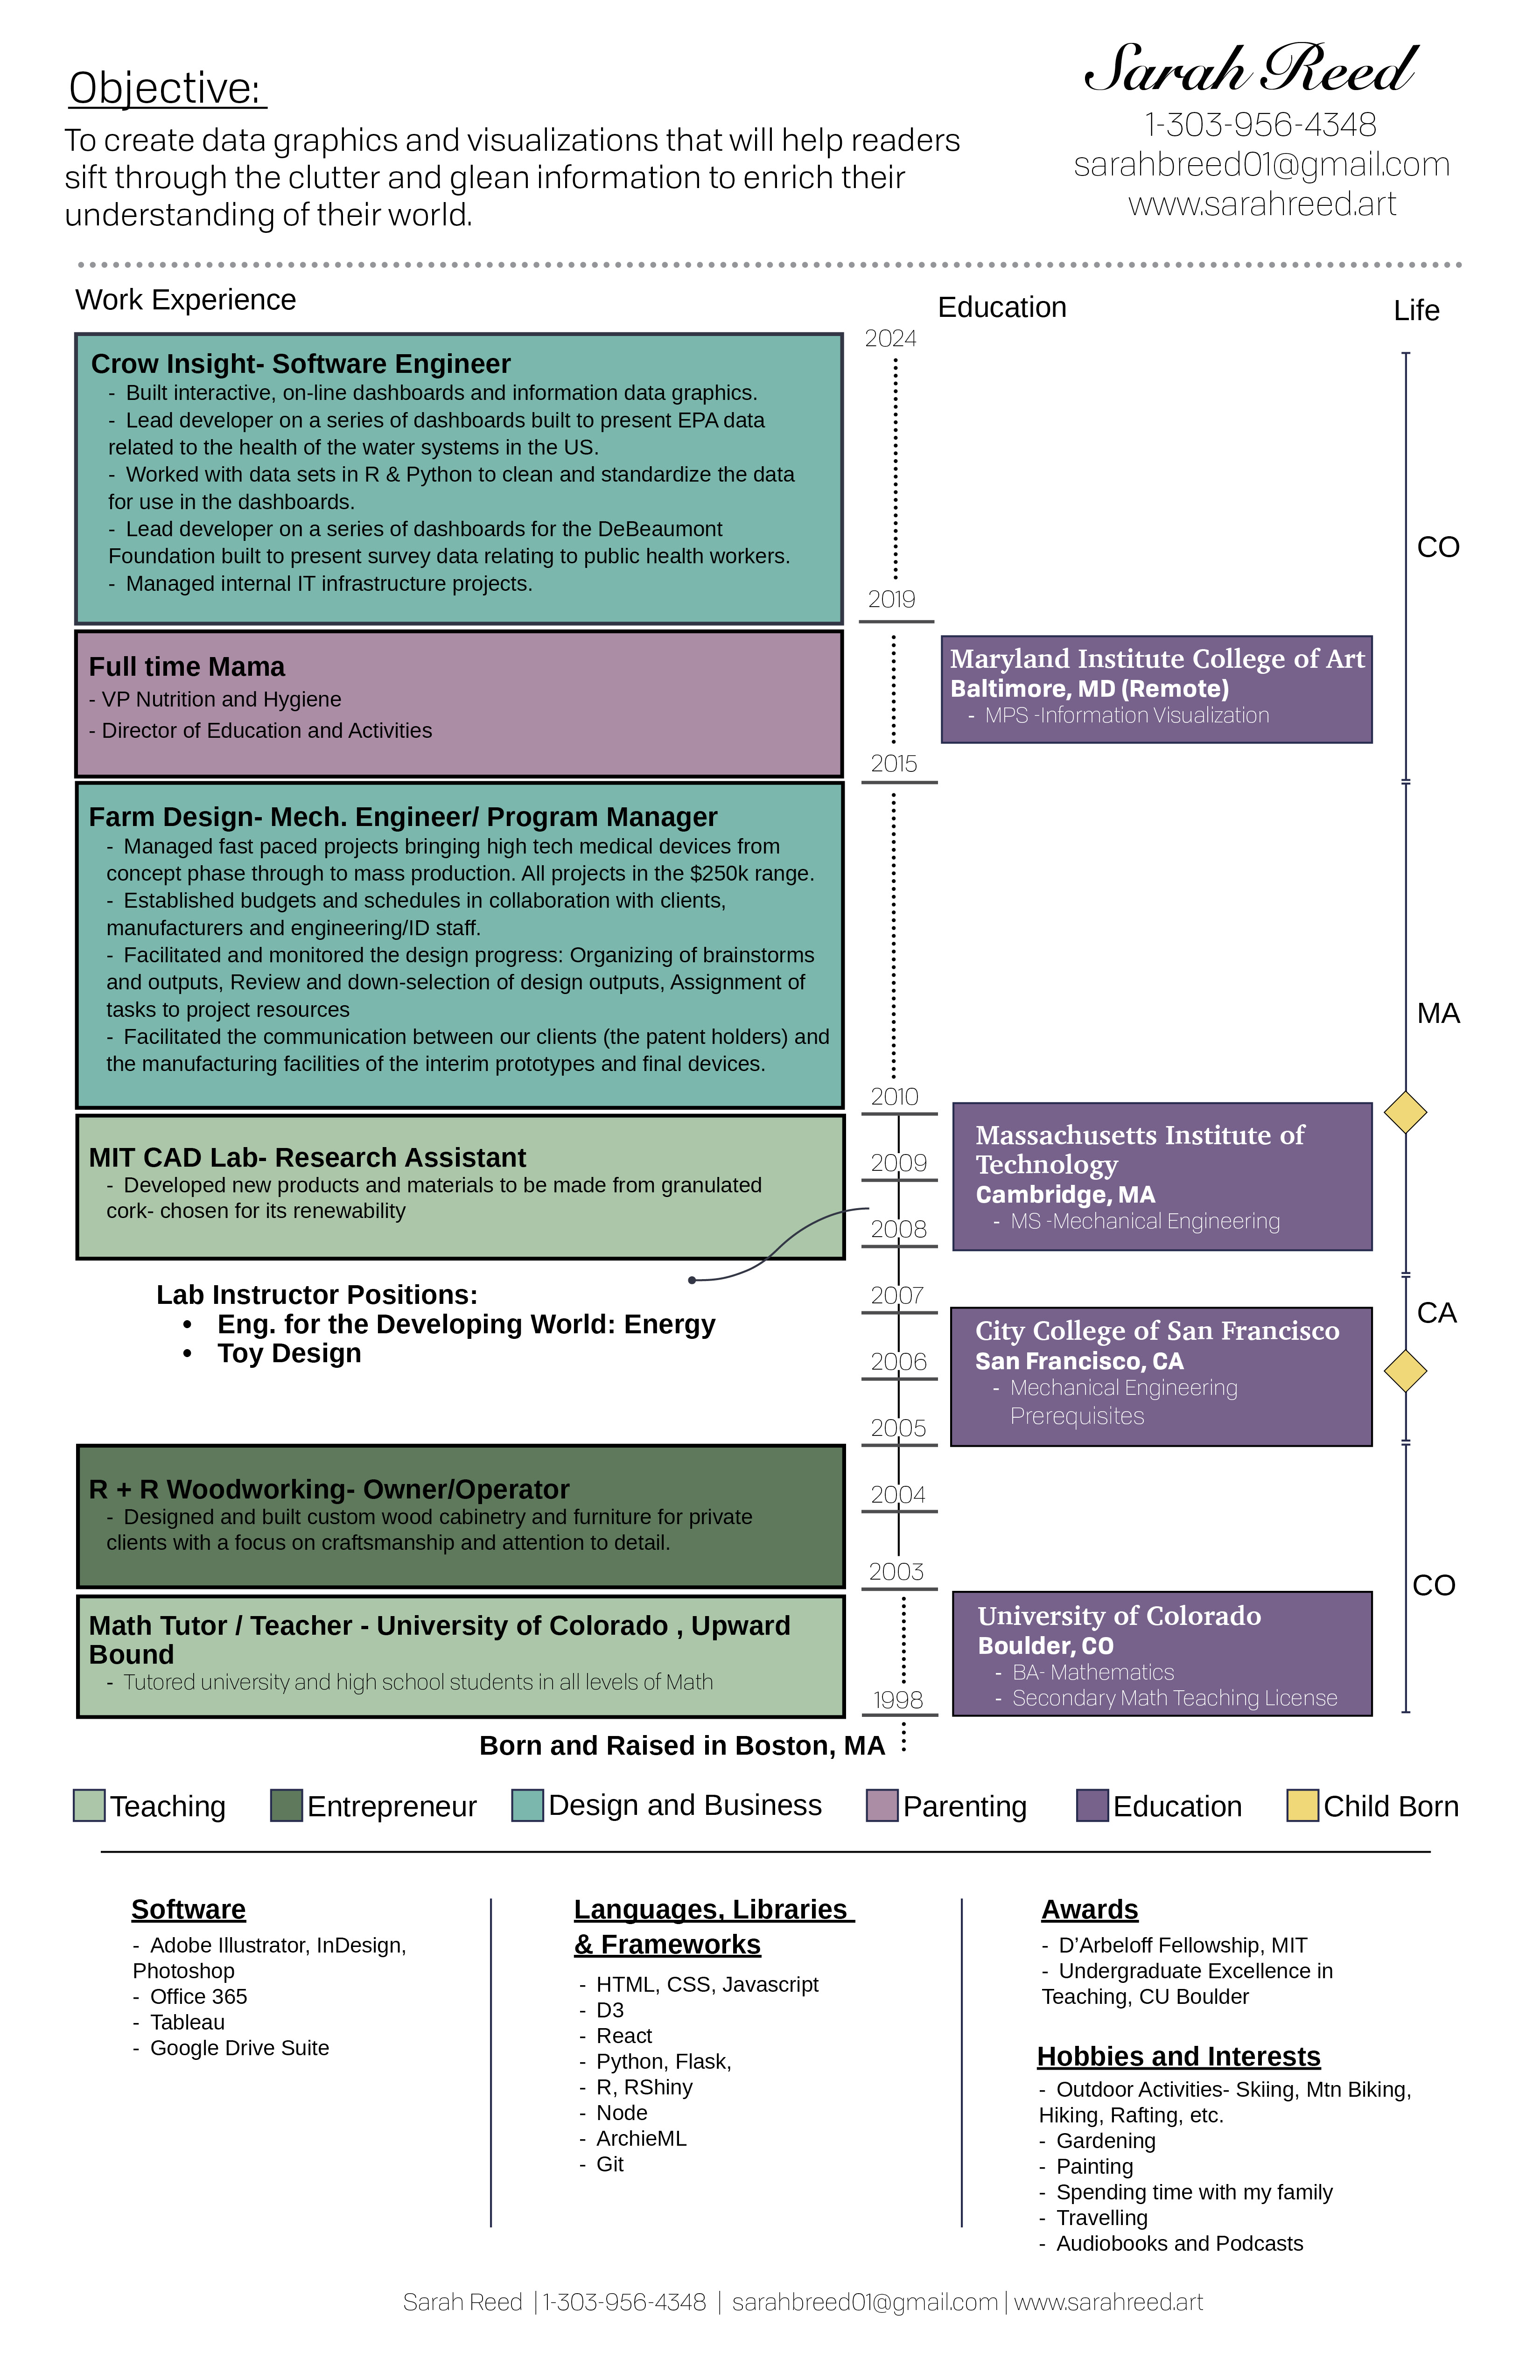 Objective:
To create data graphics and visualizations that will help readers
sift through the clutter and glean information to enrich their
understanding of their world.
Sarah Reed
1-303-956-4348
sarahbreed01@gmail.com
www.sarahreed.art
Work Experience
Education
Life
Crow Insight- Software Engineer
- Built interactive, on-line dashboards and information data graphics.
- Lead developer on a series of dashboards built to present EPA data
related to the health of the water systems in the US.
- Worked with data sets in R & Python to clean and standardize the data
for use in the dashboards.
- Lead developer on a series of dashboards for the DeBeaumont
Foundation built to present survey data relating to public health workers.
- Managed internal IT infrastructure projects.
Full time Mama
- VP Nutrition and Hygiene
- Director of Education and Activities
Farm Design- Mech. Engineer/ Program Manager
- Managed fast paced projects bringing high tech medical devices from
concept phase through to mass production. All projects in the $250k range.
- Established budgets and schedules in collaboration with clients,
manufacturers and engineering/ID staff.
- Facilitated and monitored the design progress: Organizing of brainstorms
and outputs, Review and down-selection of design outputs, Assignment of
tasks to project resources
- Facilitated the communication between our clients (the patent holders) and
the manufacturing facilities of the interim prototypes and final devices.
MIT CAD Lab- Research Assistant
- Developed new products and materials to be made from granulated
cork- chosen for its renewability
Lab Instructor Positions:
• Eng. for the Developing World: Energy
• Toy Design
R + R Woodworking- Owner/Operator
- Designed and built custom wood cabinetry and furniture for private
clients with a focus on craftsmanship and attention to detail.
Math Tutor / Teacher - University of Colorado , Upward
Bound
- Tutored university and high school students in all levels of Math
Born and Raised in Boston, MA
2024
2019
2015
2010
2009
2008
2007
2006
2005
2004
2003
1998
Maryland Institute College of Art
Baltimore, MD (Remote)
- MPS -Information Visualization
Massachusetts Institute of
Technology
Cambridge, MA
- MS -Mechanical Engineering
City College of San Francisco
San Francisco, CA
- Mechanical Engineering
Prerequisites
University of Colorado
Boulder, CO
- BA- Mathematics
- Secondary Math Teaching License
CO
MA
CA
CO
Teaching
Entrepreneur
Design and Business
Parenting
Education
Child Born
Software
- Adobe Illustrator, InDesign,
Photoshop
- Office 365
- Tableau
- Google Drive Suite
Languages, Libraries
& Frameworks
- HTML, CSS, Javascript
- D3
- React
- Python, Flask,
- R, RShiny
- Node
- ArchieML
- Git
Awards
- D’Arbeloff Fellowship, MIT
- Undergraduate Excellence in
Teaching, CU Boulder
Hobbies and Interests
- Outdoor Activities- Skiing, Mtn Biking,
Hiking, Rafting, etc.
- Gardening
- Painting
- Spending time with my family
- Travelling
- Audiobooks and Podcasts
Sarah Reed | 1-303-956-4348 | sarahbreed01@gmail.com | www.sarahreed.art